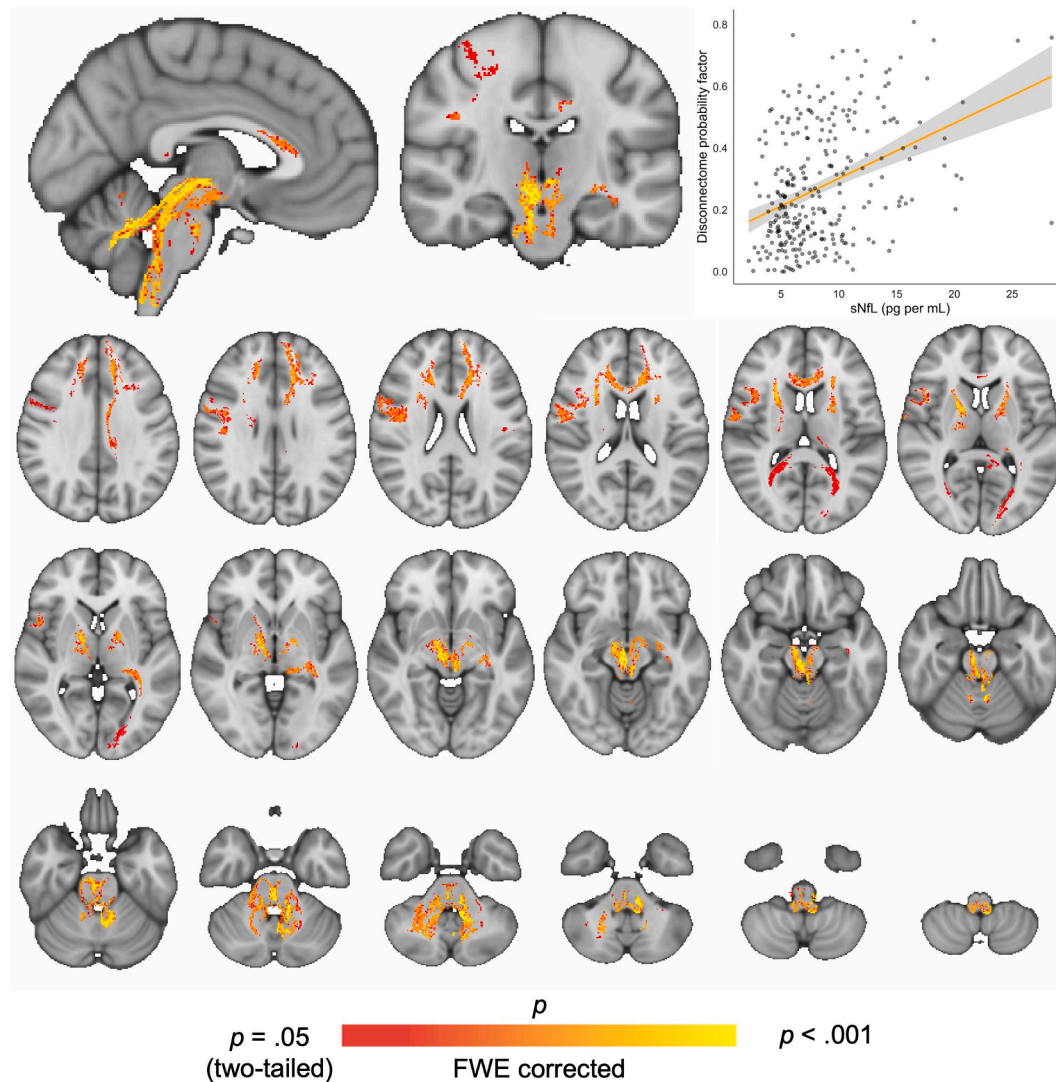 Disconnectome probability factor
0.8
0.6
0.4
0.2
0.0
5
10
15
20
25
sNfL (pg per mL)
p
p = .05
(two-tailed)
FWE corrected
p < .001